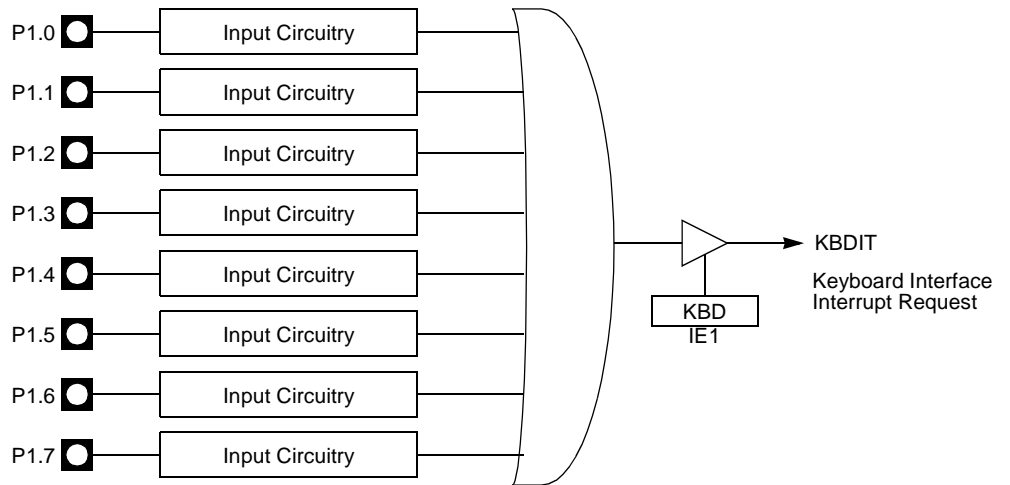 P1.0 Input Circuitry
P1.1 Input Circuitry
P1.2 Input Circuitry
P1.3 Input Circuitry
P1.4 Input Circuitry
P1.5 Input Circuitry
P1.6 Input Circuitry
P1.7 Input Circuitry
KBDIT
Keyboard Interface
Interrupt Request
KBD
IE1